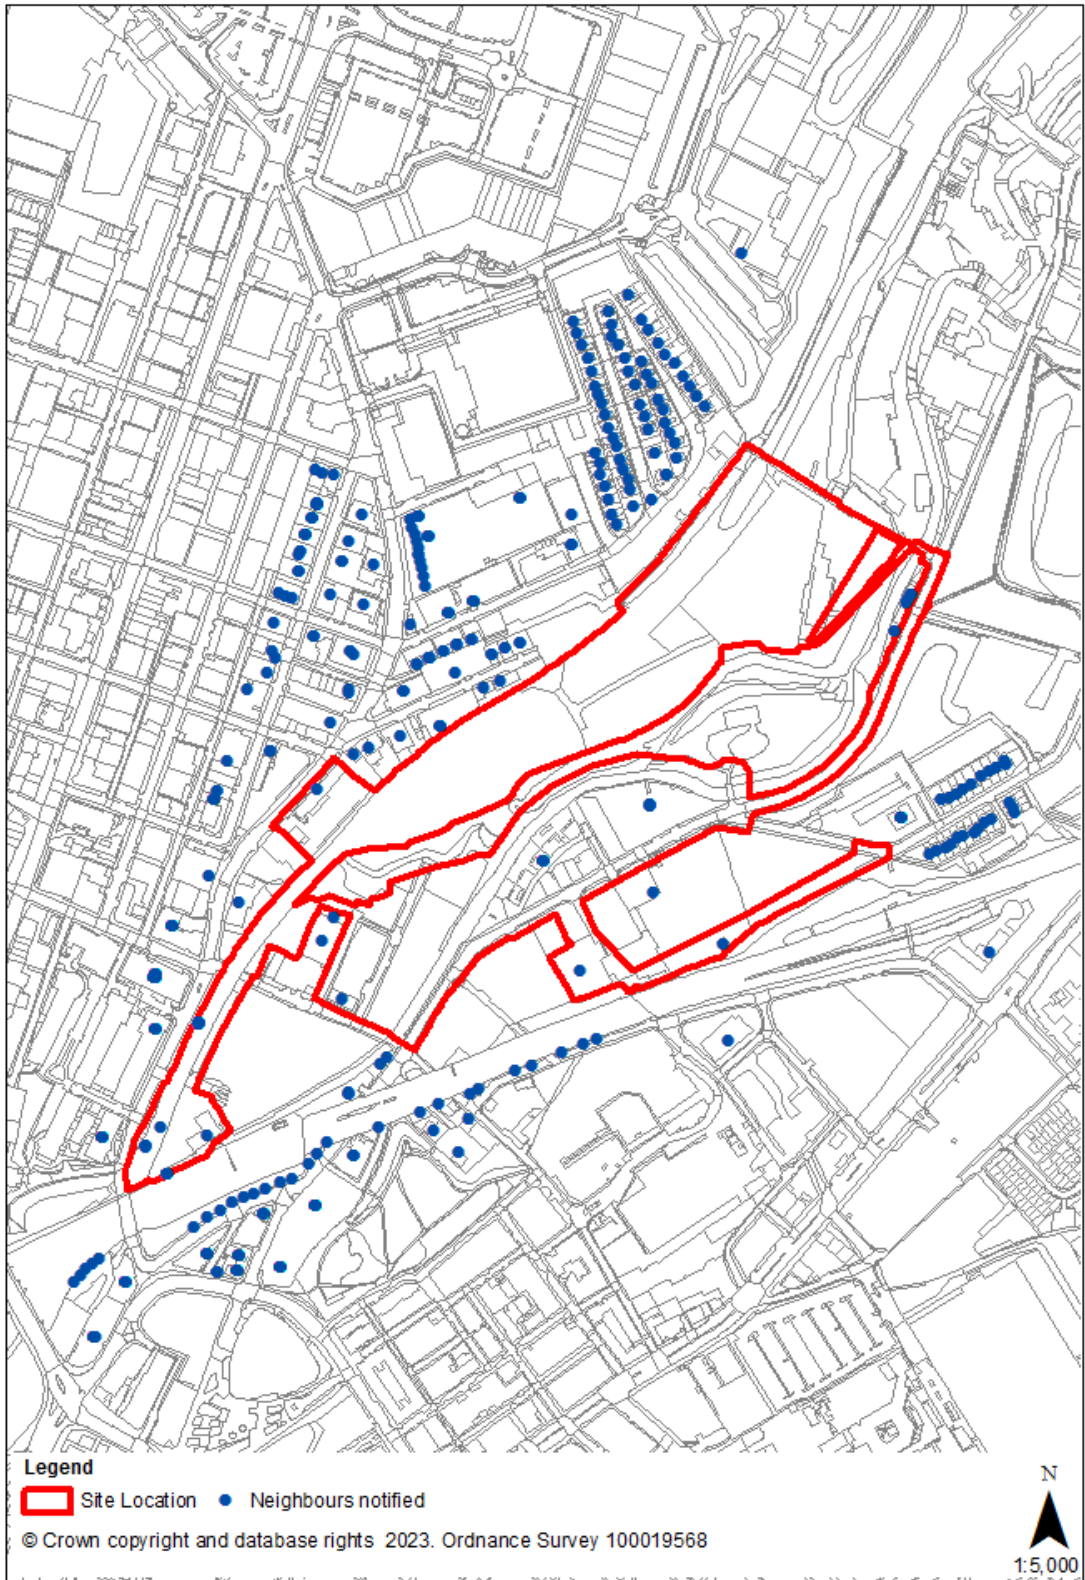 Legend
Site Location
Neighbours notified
© Crown copyright and database rights 2023. Ordnance Survey 100019568
N
1:5,000